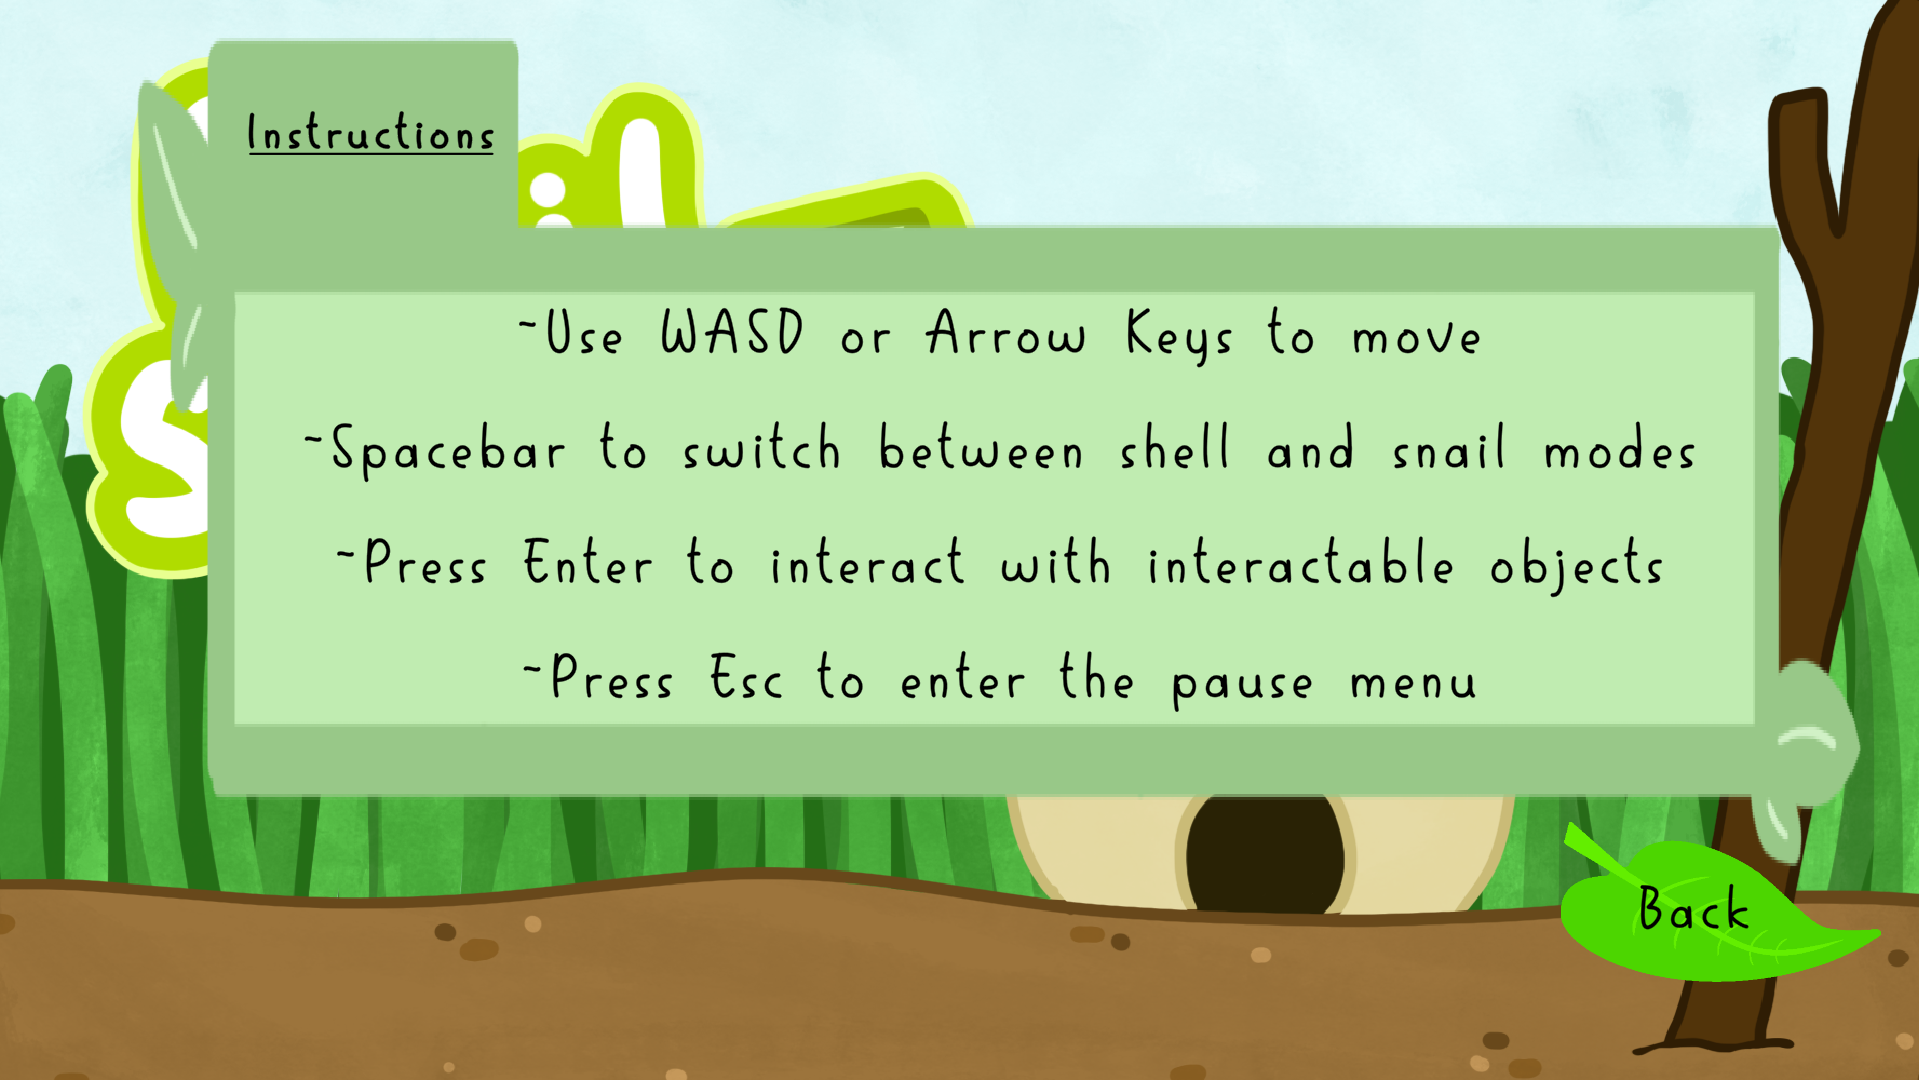 Instructions
~Use WASD or Arrow Keys to move
~Spacebar to switch between shell and snail modes
~Press Enter to interact with interactable objects
~Press Esc to enter the pause menu
Back